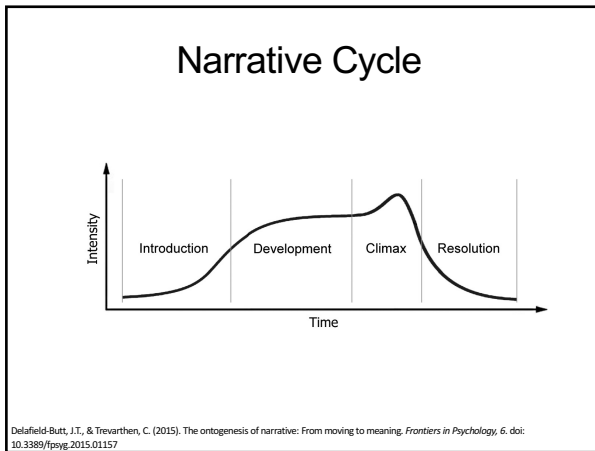 Narrative Cycle
Intensity
Introduction
Development
Climax
Resolution
Time
Delafield-Butt, J.T., & Trevarthen, C. (2015). The ontogenesis of narrative: From moving to meaning. Frontiers in Psychology, 6. doi:
10.3389/fpsyg.2015.01157